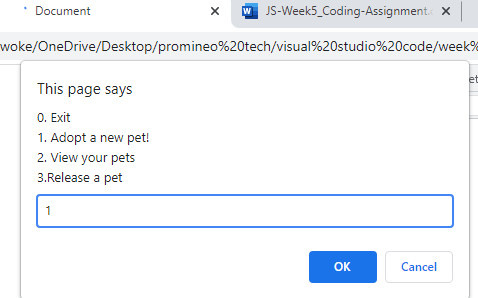 Document
JS-Week5_Coding-Assignment.
woke/OneDrive/Desktop/promineo%20tech/visual%20studio%20code/week%
This page says
0. Exit
1. Adopt a new pet!
2. View your pets
3.Release a pet
1
OK
Cancel
et